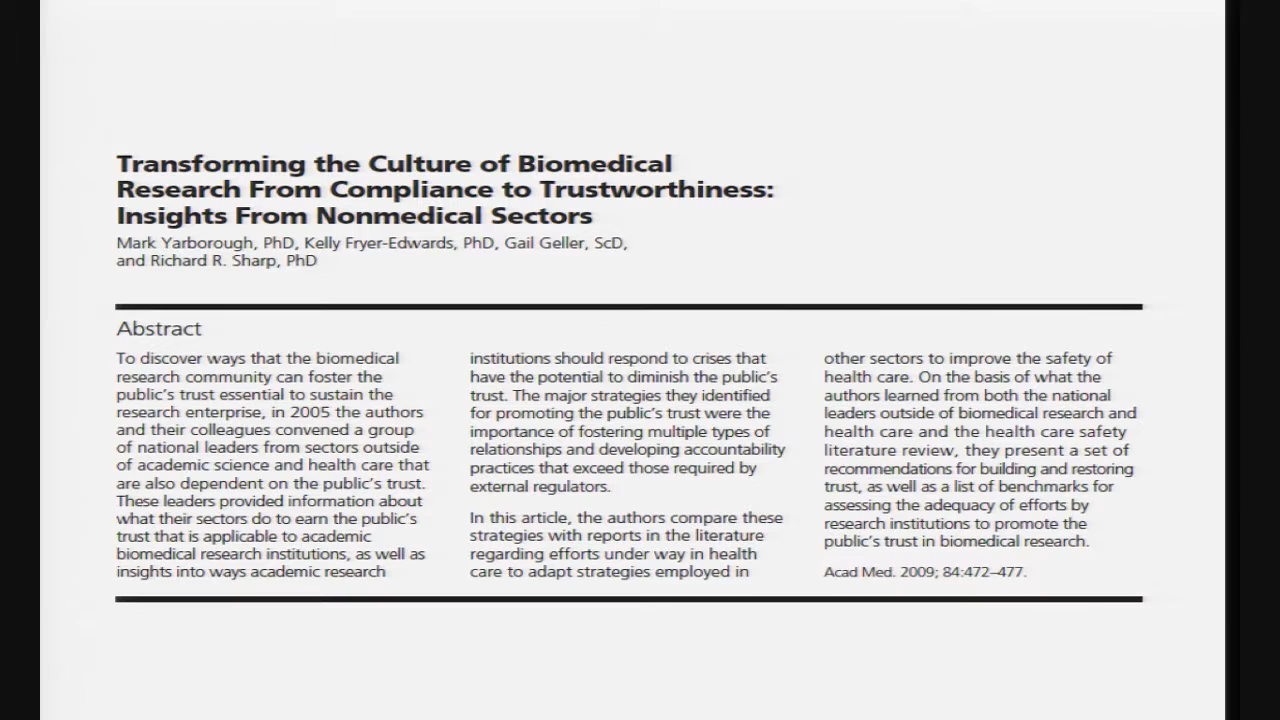 Transforming the Culture of Biomedical
Research From Compliance to Trustworthiness:
Insights From Nonmedical Sectors
Mark Yarborough, PhD, Kelly Fryer-Edwards, PhD, Gail Geller, ScD,
and Richard R. Sharp, PhD
Abstract
To discover ways that the biomedical
research community can foster the
public's trust essential to sustain the
research enterprise, in 2005 the authors
and their colleagues convened a group
of national leaders from sectors outside
of academic science and health care that
are also dependent on the public's trust.
These leaders provided information about
what their sectors do to earn the public's
trust that is applicable to academic
biomedical research institutions, as well as
insights into ways academic research
institutions should respond to crises that
have the potential to diminish the public's
trust. The major strategies they identified
for promoting the public's trust were the
importance of fostering multiple types of
relationships and developing accountability
practices that exceed those required by
external regulators.
In this article, the authors compare these
strategies with reports in the literature
regarding efforts under way in health
care to adapt strategies employed in
other sectors to improve the safety of
health care. On the basis of what the
authors learned from both the national
leaders outside of biomedical research and
health care and the health care safety
literature review, they present a set of
recommendations for building and restoring
trust, as well as a list of benchmarks for
assessing the adequacy of efforts by
research institutions to promote the
public's trust in biomedical research.
Acad Med. 2009; 84:472–477.